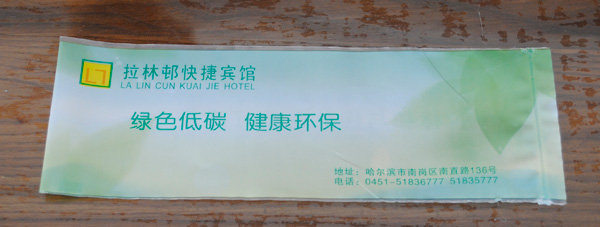 拉林邨快捷宾馆
LA LIN CUN KUAI JIE HOTEL
绿色低碳 健康环保
地址：哈尔滨市南岗区南直路136号
电话：0451-51836777 51835777